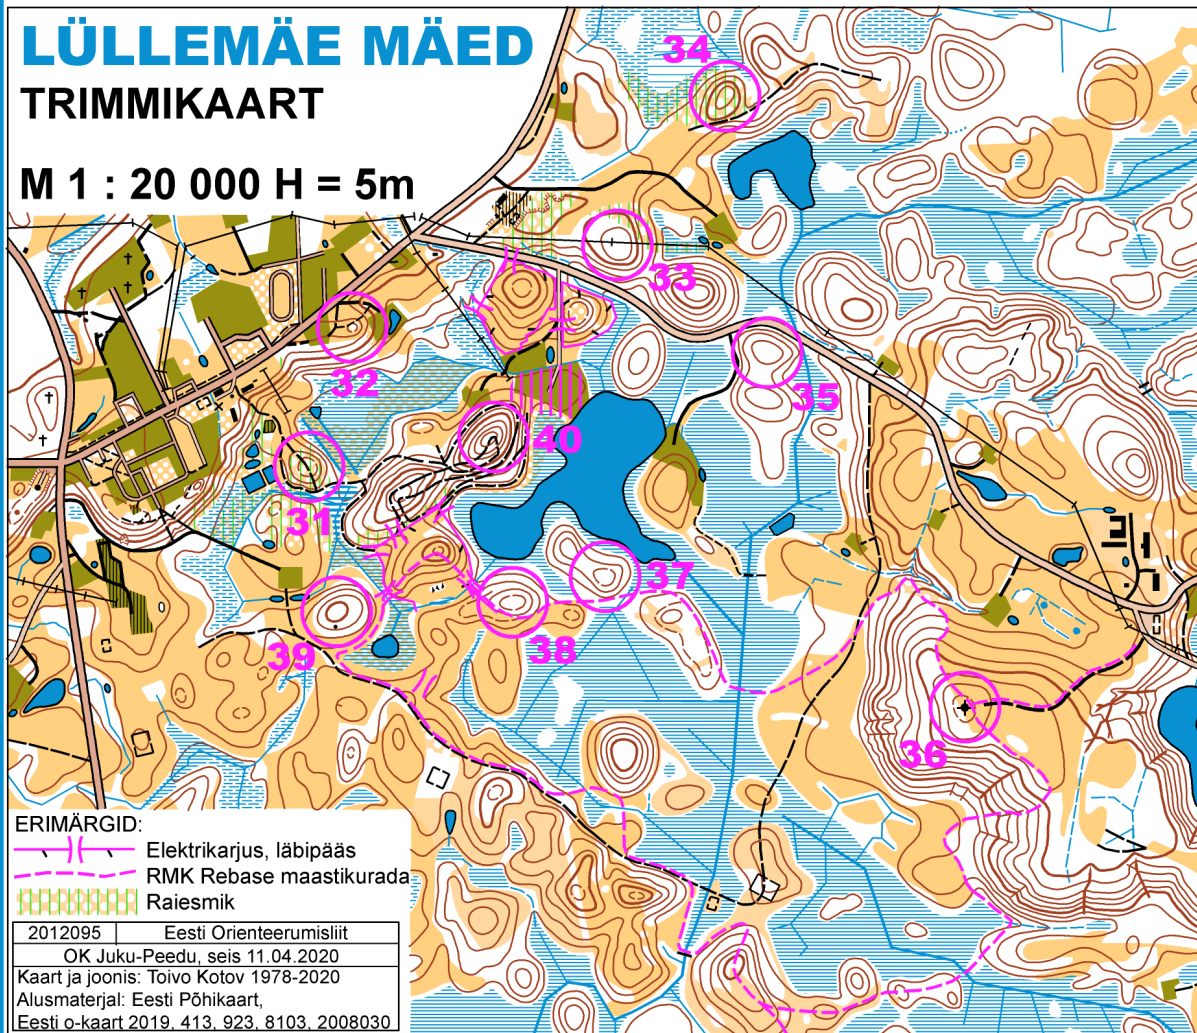 LÜLLEMÄE MÄED
TRIMMIKAART
M 1 : 20 000 H = 5m
34
33
32
35
40
31
37
38
39
36
ERIMÄRGID:
Elektrikarjus, läbipääs
RMK Rebase maastikurada
Raiesmik
2012095 Eesti Orienteerumisliit
OK Juku-Peedu, seis 11.04.2020
Kaart ja joonis: Toivo Kotov 1978-2020
Alusmaterjal: Eesti Põhikaart,
Eesti o-kaart 2019, 413, 923, 8103, 2008030